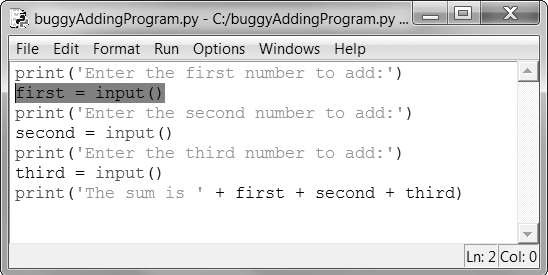 buggyAddingProgram.py - C:/buggyAddingProgram.py ...
File Edit Format Run Options Windows Help
print('Enter the first number to add:')
first = input()
print('Enter the second number to add:')
second = input()
print('Enter the third number to add:')
third = input()
print('The sum is ' + first + second + third)
Ln: 2 Col: 0